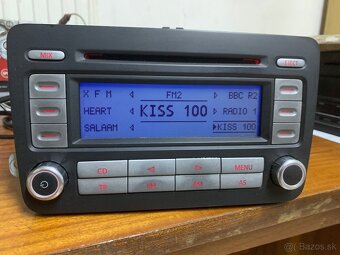 MIX
EJECT
XFM FM2 BBC R2
HEART KISS 100 RADIO 1
SALAAM KISS 100
CD MENU
TP AS
Bazos.sk